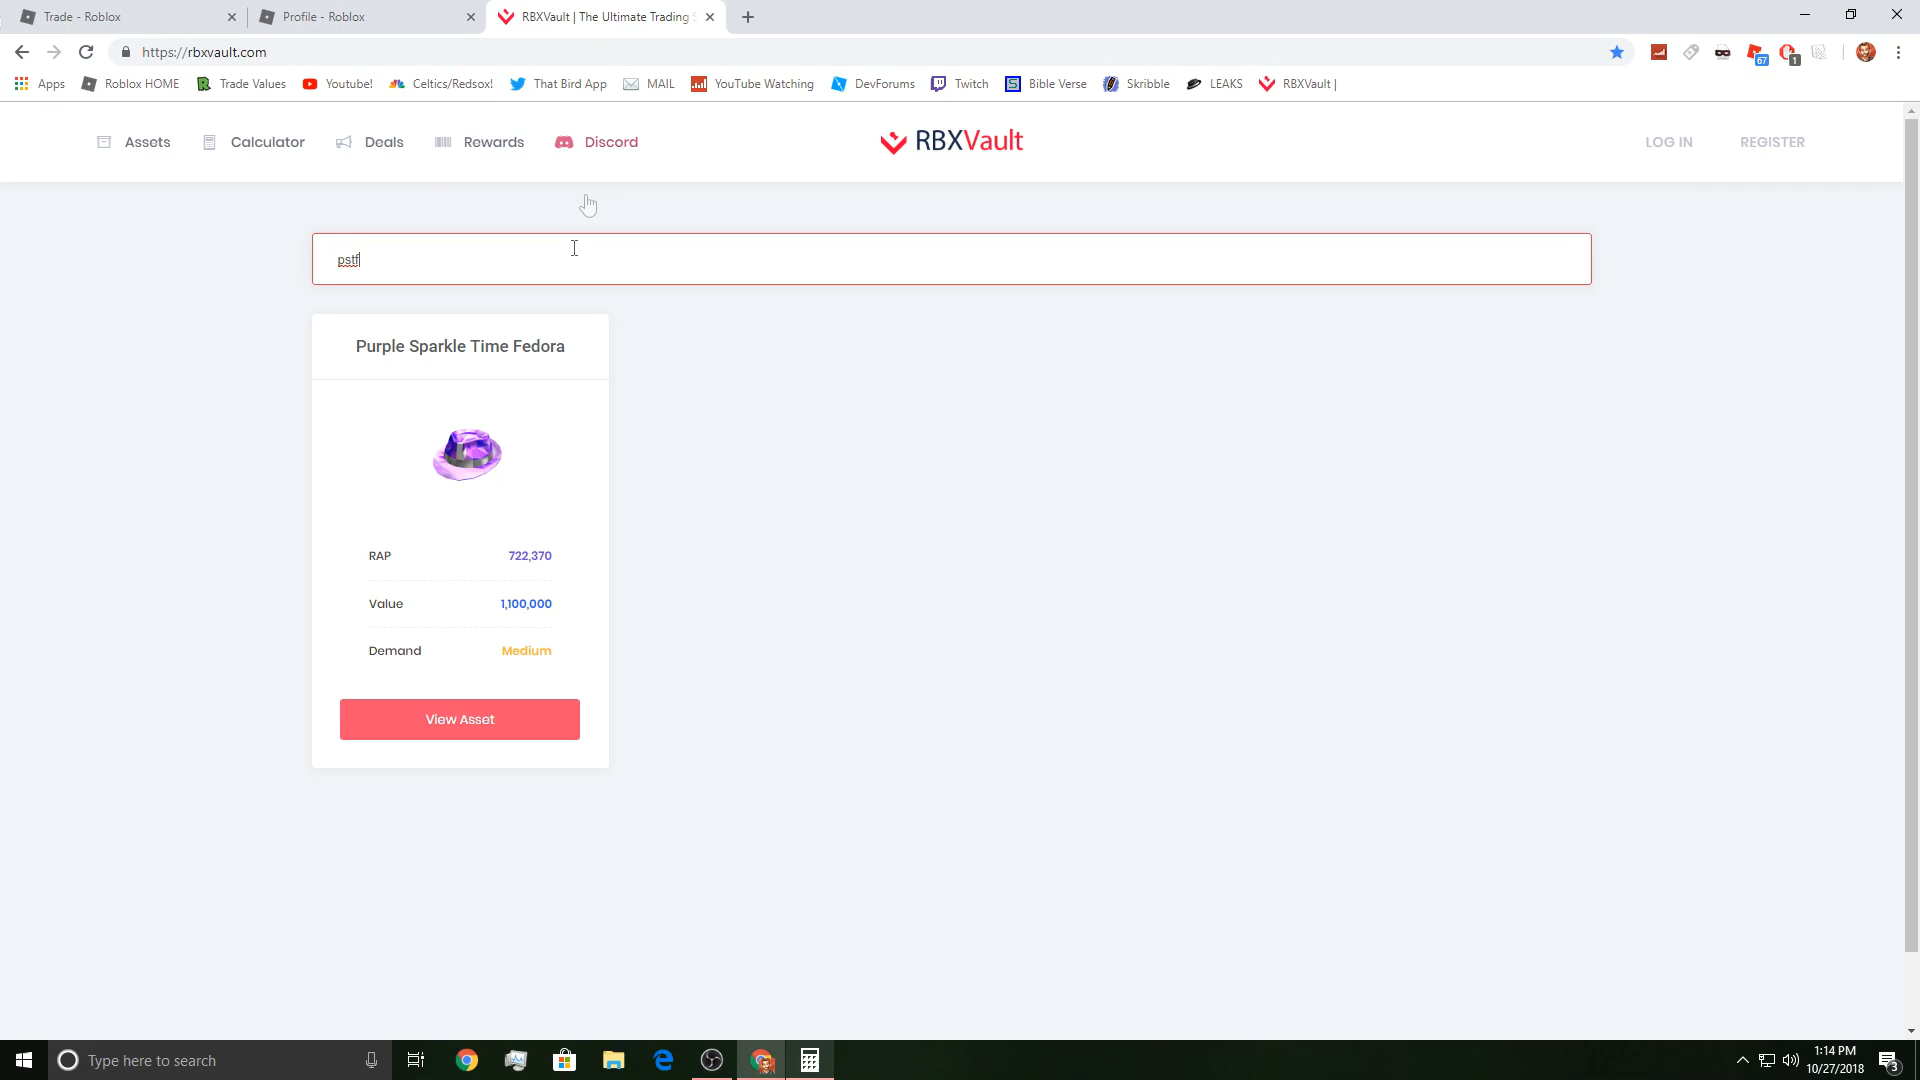 Trade - Roblox
Profile - Roblox
RBXVault | The Ultimate Trading S
https://rbxvault.com
67
1
Apps
Roblox HOME
Trade Values
Youtube!
Celtics/Redsox!
That Bird App
MAIL
YouTube Watching
DevForums
Twitch
Bible Verse
Skribble
LEAKS
RBXVault |
Assets
Calculator
Deals
Rewards
Discord
RBXVault
LOG IN
REGISTER
pstf
Purple Sparkle Time Fedora
RAP 722,370
Value 1,100,000
Demand Medium
View Asset
Type here to search
1:14 PM
10/27/2018
3